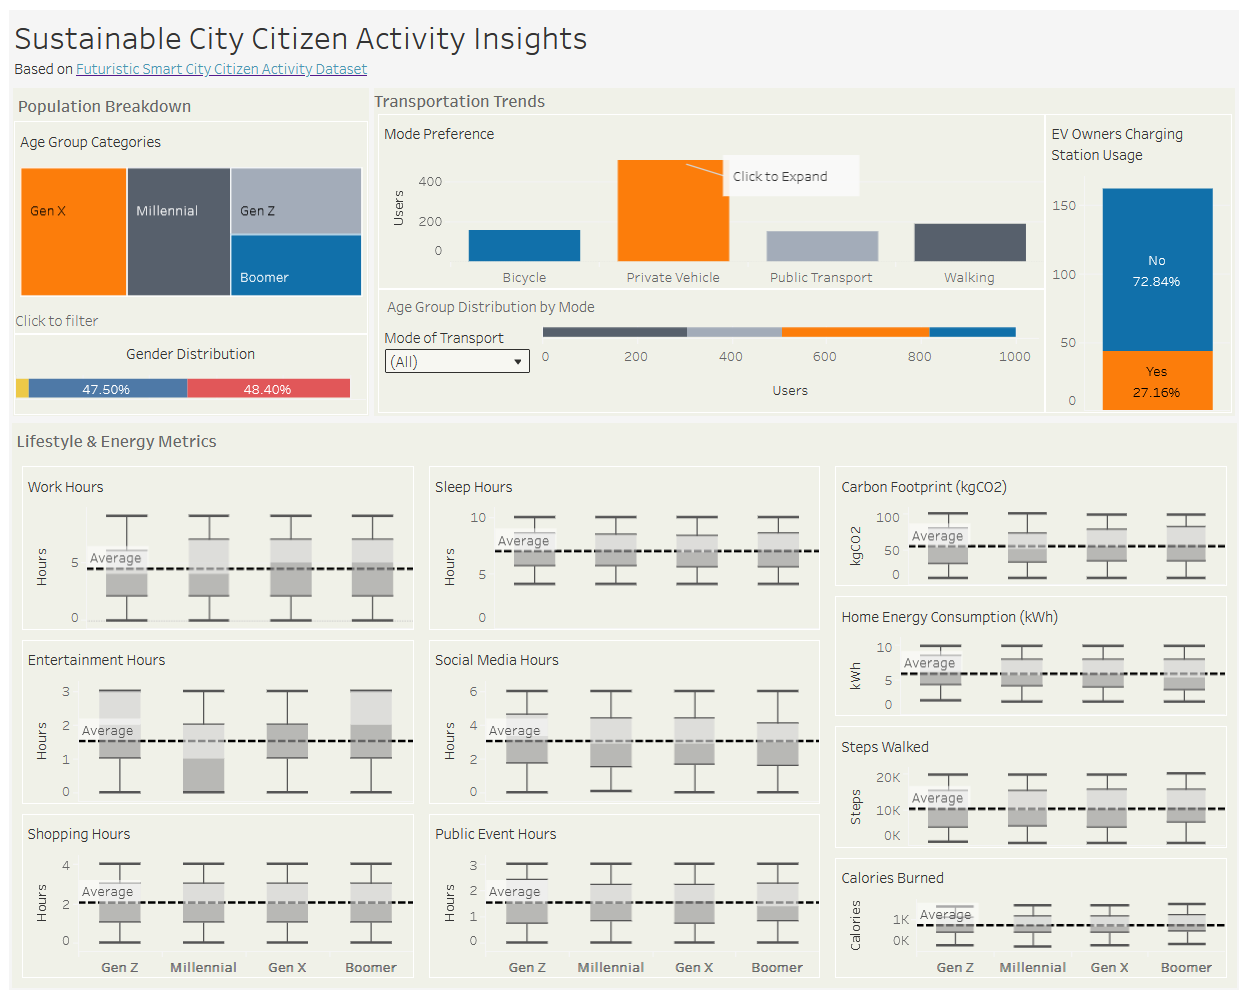 Sustainable City Citizen Activity Insights
Based on Futuristic Smart City Citizen Activity Dataset
Population Breakdown
Age Group Categories
Gen X
Millennial
Gen Z
Boomer
Click to filter
Gender Distribution
47.50%
48.40%
Transportation Trends
Mode Preference
Users
400
200
0
Click to Expand
Bicycle
Private Vehicle
Public Transport
Walking
Age Group Distribution by Mode
Mode of Transport
(All)
0
200
400
600
800
1000
Users
EV Owners Charging
Station Usage
150
100
50
0
No
72.84%
Yes
27.16%
Lifestyle & Energy Metrics
Work Hours
Hours
5
0
Average
Entertainment Hours
Hours
3
2
1
0
Average
Shopping Hours
Hours
4
2
0
Average
Gen Z
Millennial
Gen X
Boomer
Sleep Hours
Hours
10
5
0
Average
Social Media Hours
Hours
6
4
2
0
Average
Public Event Hours
Hours
3
2
1
0
Average
Gen Z
Millennial
Gen X
Boomer
Carbon Footprint (kgCO2)
kgCO2
100
50
0
Average
Home Energy Consumption (kWh)
kWh
10
5
0
Average
Steps Walked
Steps
20K
10K
0K
Average
Calories Burned
Calories
1K
0K
Average
Gen Z
Millennial
Gen X
Boomer